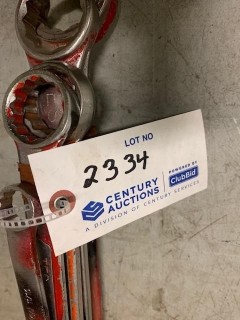 LOT NO
2334
POWERED BY
ClubBid
CENTURY
AUCTIONS
A DIVISION OF CENTURY SERVICES